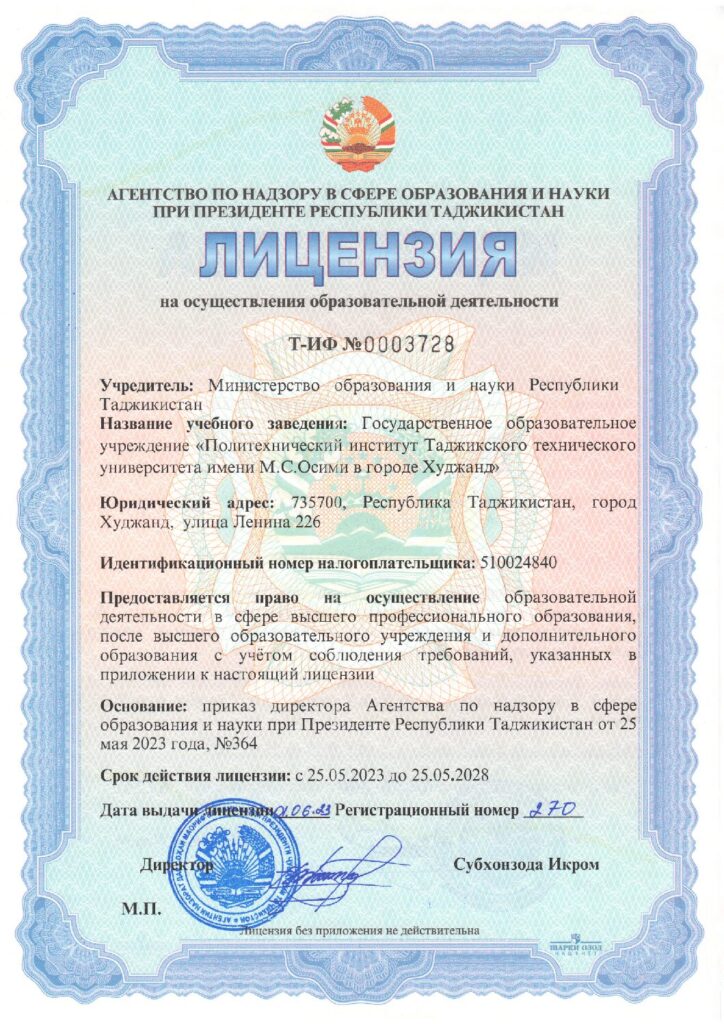 АГЕНТСТВО ПО НАДЗОРУ В СФЕРЕ ОБРАЗОВАНИЯ И НАУКИ
ПРИ ПРЕЗИДЕНТЕ РЕСПУБЛИКИ ТАДЖИКИСТАН
ЛИЦЕНЗИЯ
на осуществления образовательной деятельности
Т-ИФ №0003728
Учредитель: Министерство образования и науки Республики
Таджикистан
Название учебного заведения: Государственное образовательное
учреждение «Политехнический институт Таджикского технического
университета имени М.С.Осими в городе Худжанд»
Юридический адрес: 735700, Республика Таджикистан, город
Худжанд, улица Ленина 226
Идентификационный номер налогоплательщика: 510024840
Предоставляется право на осуществление образовательной
деятельности в сфере высшего профессионального образования,
после высшего образовательного учреждения и дополнительного
образования с учётом соблюдения требований, указанных в
приложении к настоящий лицензии
Основание: приказ директора Агентства по надзору в сфере
образования и науки при Президенте Республики Таджикистан от 25
мая 2023 года, №364
Срок действия лицензии: с 25.05.2023 до 25.05.2028
Дата выдачи лицензии 01.06.23 Регистрационный номер 270
Директор Субхонзода Икром
М.П.
Лицензия без приложения не действительна
ШАРКИ ОЗОД